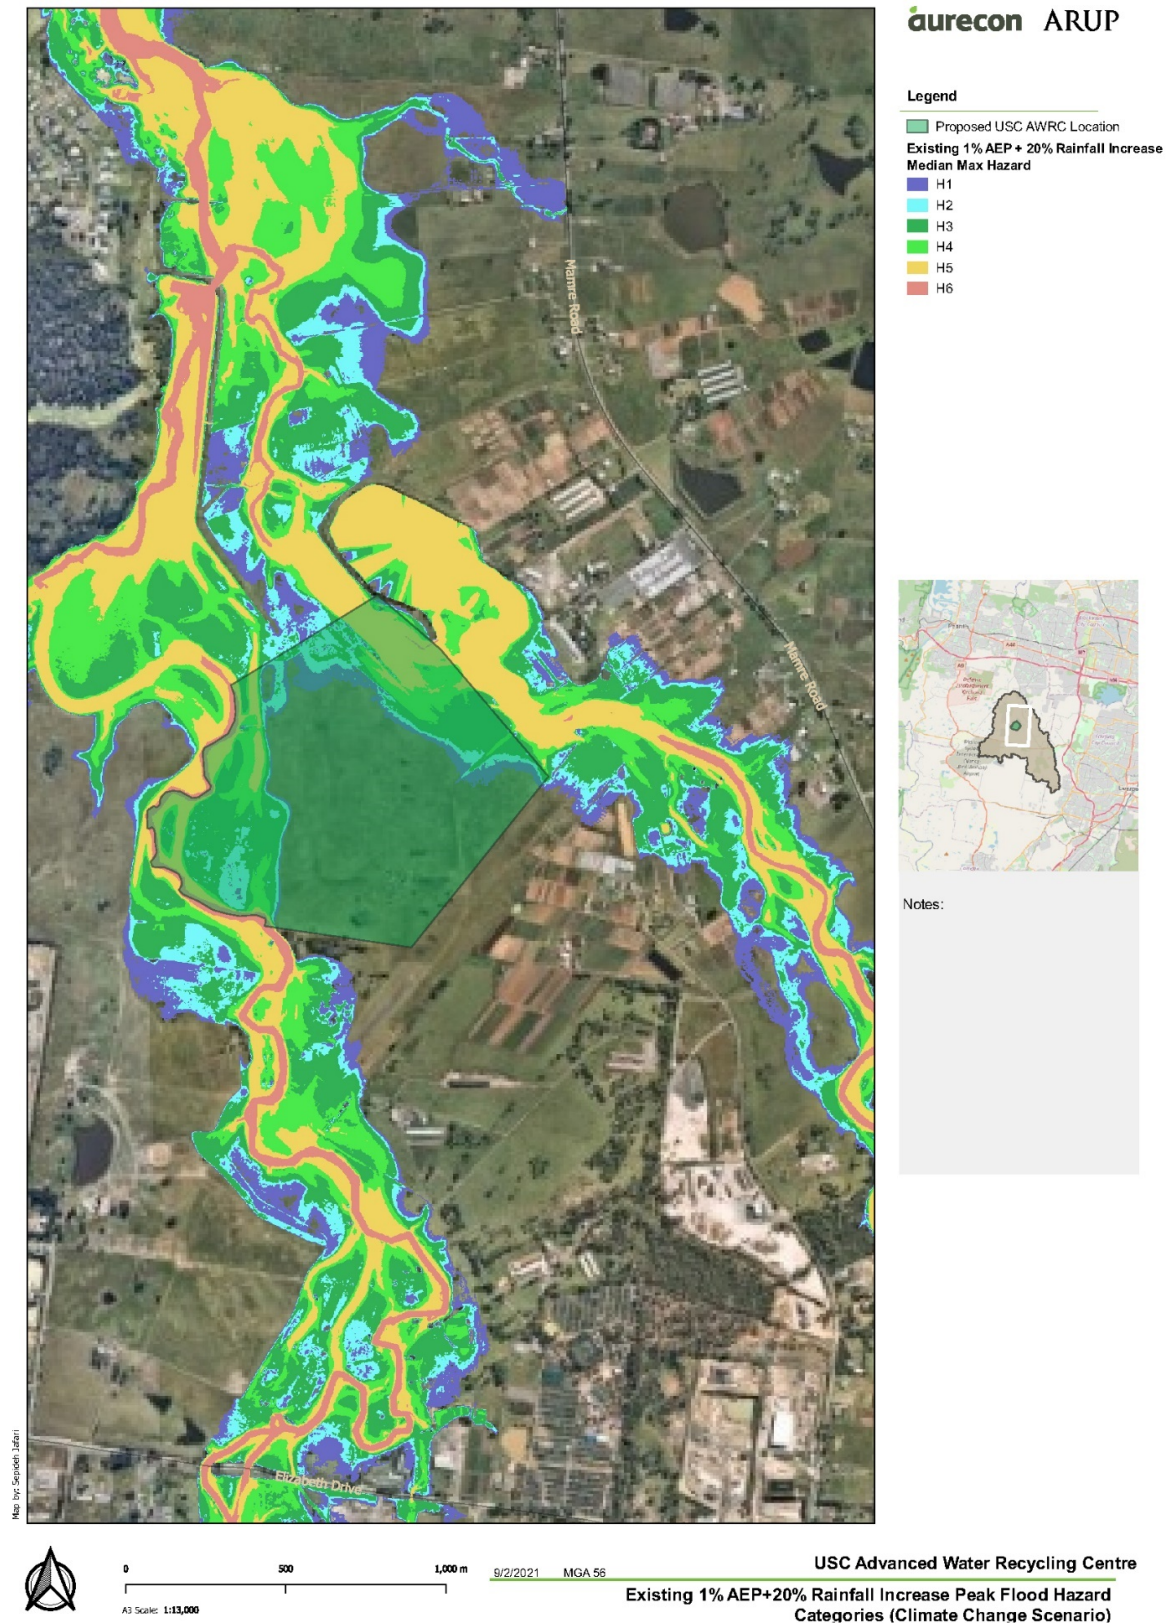 aurecon ARUP
Legend
Proposed USC AWRC Location
Existing 1% AEP + 20% Rainfall Increase
Median Max Hazard
H1
H2
H3
H4
H5
H6
Mamre Road
Mamre Road
Elizabeth Drive
Notes:
Map by: Sepideh Jafari
0 500 1,000 m
A3 Scale: 1:13,000
9/2/2021 MGA 56
USC Advanced Water Recycling Centre
Existing 1% AEP+20% Rainfall Increase Peak Flood Hazard
Categories (Climate Change Scenario)